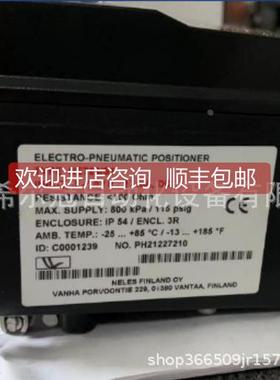 ELECTRO-PNEUMATIC POSITIONER
欢迎进店咨询 顺丰包邮
MAX. SUPPLY: 800 kPa / 115 psig
ENCLOSURE: IP 54 / ENCL. 3R
AMB. TEMP.: -25 ... +85 °C / -13 ... +185 °F
ID: C0001239 NO. PH21227210
NELES FINLAND OY
VANHA PORVOONTIE 229, 01380 VANTAA, FINLAND
shop366509jr157